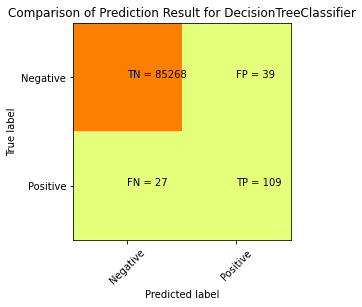 Comparison of Prediction Result for DecisionTreeClassifier
True label
Negative
TN = 85268
FP = 39
Positive
FN = 27
TP = 109
Negative
Positive
Predicted label